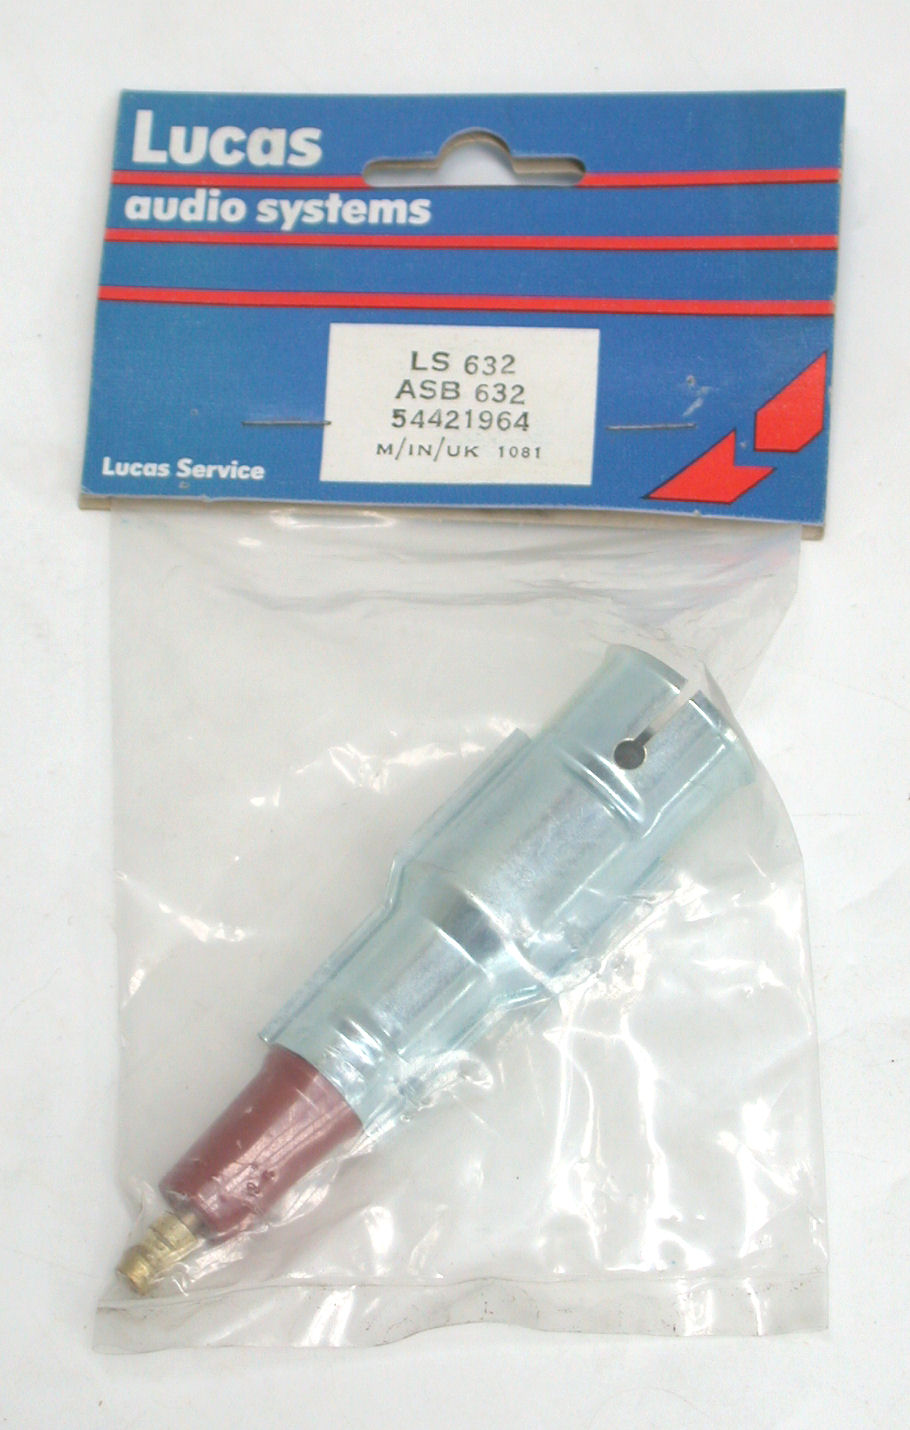 Lucas
audio systems
LS 632
ASB 632
54421964
M/IN/UK 1081
Lucas Service